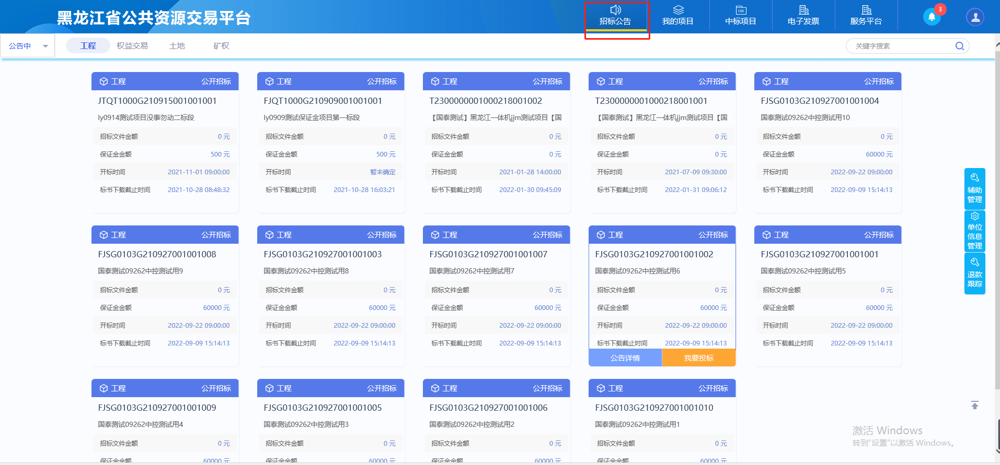 黑龙江省公共资源交易平台
招标公告 我的项目 中标项目 电子发票 服务平台 3
公告中 工程 权益交易 土地 矿权 关键字搜索
工程 公开招标 工程 公开招标 工程 公开招标 工程 公开招标 工程 公开招标
JTQT1000G210915001001001 FJQT1000G210909001001001 T2300000001000218001002 T2300000001000218001001 FJSG0103G210927001001004
ly0914测试项目没事勿动二标段 ly0909测试保证金项目第一标段 【国泰测试】黑龙江一体机jjm测试项目【国 【国泰测试】黑龙江一体机jjm测试项目【国 国泰测试09262中控测试用10
招标文件金额 0 元 招标文件金额 0 元 招标文件金额 0 元 招标文件金额 0 元 招标文件金额 0 元
保证金金额 500 元 保证金金额 500 元 保证金金额 0 元 保证金金额 0 元 保证金金额 60000 元
开标时间 2021-11-01 09:00:00 开标时间 暂未确定 开标时间 2021-01-28 14:00:00 开标时间 2021-07-09 09:30:00 开标时间 2022-09-22 09:00:00
标书下载截止时间 2021-10-28 08:48:32 标书下载截止时间 2021-10-28 16:03:21 标书下载截止时间 2022-01-30 09:45:09 标书下载截止时间 2022-01-31 09:06:12 标书下载截止时间 2022-09-09 15:14:13
辅助
管理
单位
信息
管理
退款
跟踪
工程 公开招标 工程 公开招标 工程 公开招标 工程 公开招标 工程 公开招标
FJSG0103G210927001001008 FJSG0103G210927001001003 FJSG0103G210927001001007 FJSG0103G210927001001002 FJSG0103G210927001001001
国泰测试09262中控测试用9 国泰测试09262中控测试用8 国泰测试09262中控测试用7 国泰测试09262中控测试用6 国泰测试09262中控测试用5
招标文件金额 0 元 招标文件金额 0 元 招标文件金额 0 元 招标文件金额 0 元 招标文件金额 0 元
保证金金额 60000 元 保证金金额 60000 元 保证金金额 60000 元 保证金金额 60000 元 保证金金额 60000 元
开标时间 2022-09-22 09:00:00 开标时间 2022-09-22 09:00:00 开标时间 2022-09-22 09:00:00 开标时间 2022-09-22 09:00:00 开标时间 2022-09-22 09:00:00
标书下载截止时间 2022-09-09 15:14:13 标书下载截止时间 2022-09-09 15:14:13 标书下载截止时间 2022-09-09 15:14:13 标书下载截止时间 2022-09-09 15:14:13 标书下载截止时间 2022-09-09 15:14:13
公告详情 我要投标
工程 公开招标 工程 公开招标 工程 公开招标 工程 公开招标
FJSG0103G210927001001009 FJSG0103G210927001001005 FJSG0103G210927001001006 FJSG0103G210927001001010
国泰测试09262中控测试用4 国泰测试09262中控测试用3 国泰测试09262中控测试用2 国泰测试09262中控测试用1
招标文件金额 0 元 招标文件金额 0 元 招标文件金额 0 元 招标文件金额 0 元
保证金金额 60000 元 保证金金额 60000 元 保证金金额 60000 元 保证金金额 60000 元
激活 Windows
转到"设置"以激活 Windows。